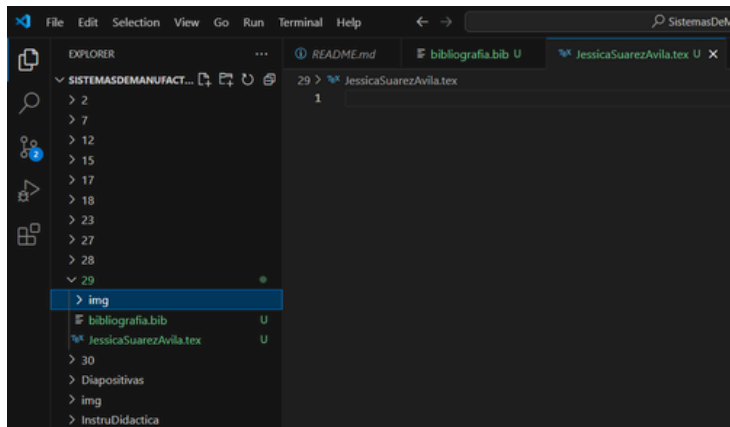 File Edit Selection View Go Run Terminal Help SistemasDeM
EXPLORER ... README.md bibliografia.bib U JessicaSuarezAvila.tex U
SISTEMASDEMANUFACT... 29 > JessicaSuarezAvila.tex
2 1
7
12
15
2
17
18
23
27
28
29
img
bibliografia.bib U
JessicaSuarezAvila.tex U
30
Diapositivas
img
InstruDidactica